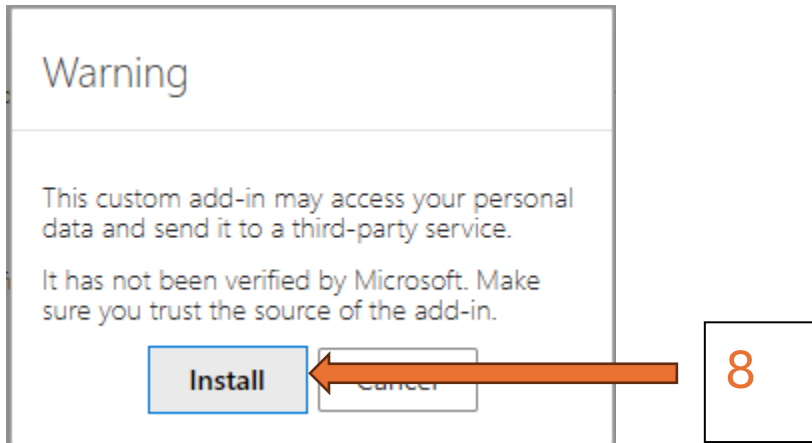 Warning
This custom add-in may access your personal
data and send it to a third-party service.
It has not been verified by Microsoft. Make
sure you trust the source of the add-in.
Install Cancel
8